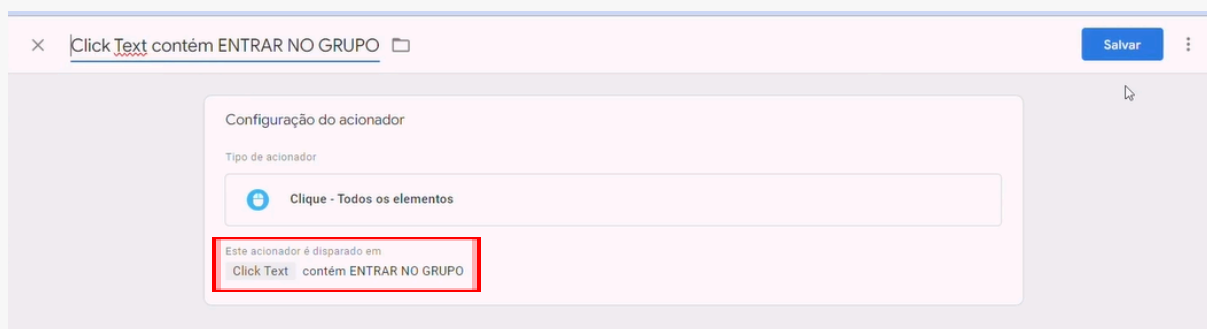 Click Text contém ENTRAR NO GRUPO
Salvar
Configuração do acionador
Tipo de acionador
Clique - Todos os elementos
Este acionador é disparado em
Click Text contém ENTRAR NO GRUPO